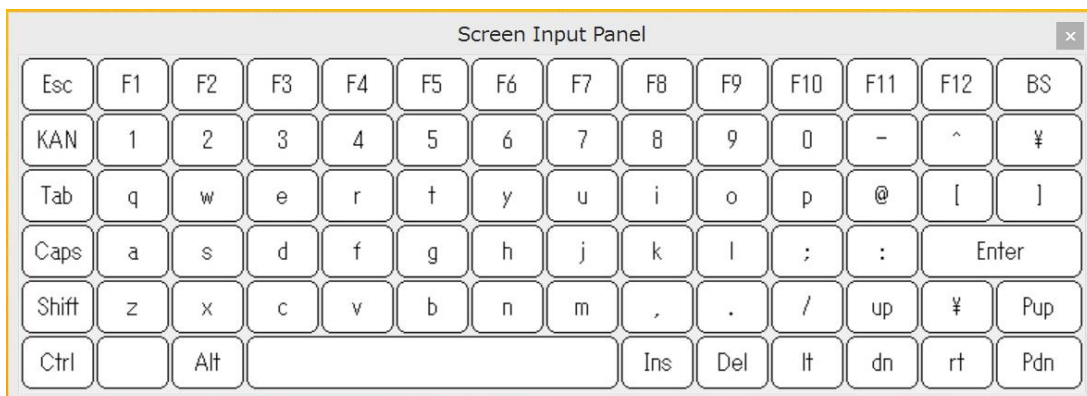 Screen Input Panel ×
Esc F1 F2 F3 F4 F5 F6 F7 F8 F9 F10 F11 F12 BS
KAN 1 2 3 4 5 6 7 8 9 0 - ^ ¥
Tab q w e r t y u i o p @ [ ]
Caps a s d f g h j k l ; : Enter
Shift z x c v b n m , . / up ¥ Pup
Ctrl Alt Ins Del lt dn rt Pdn